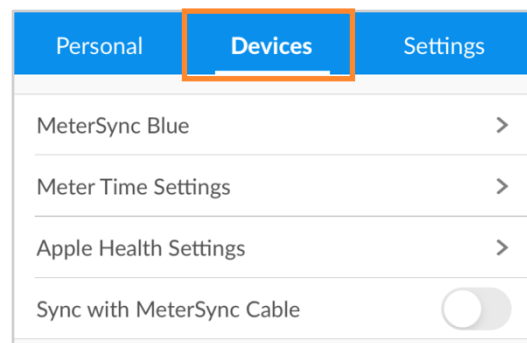 Personal Devices Settings
MeterSync Blue
Meter Time Settings
Apple Health Settings
Sync with MeterSync Cable